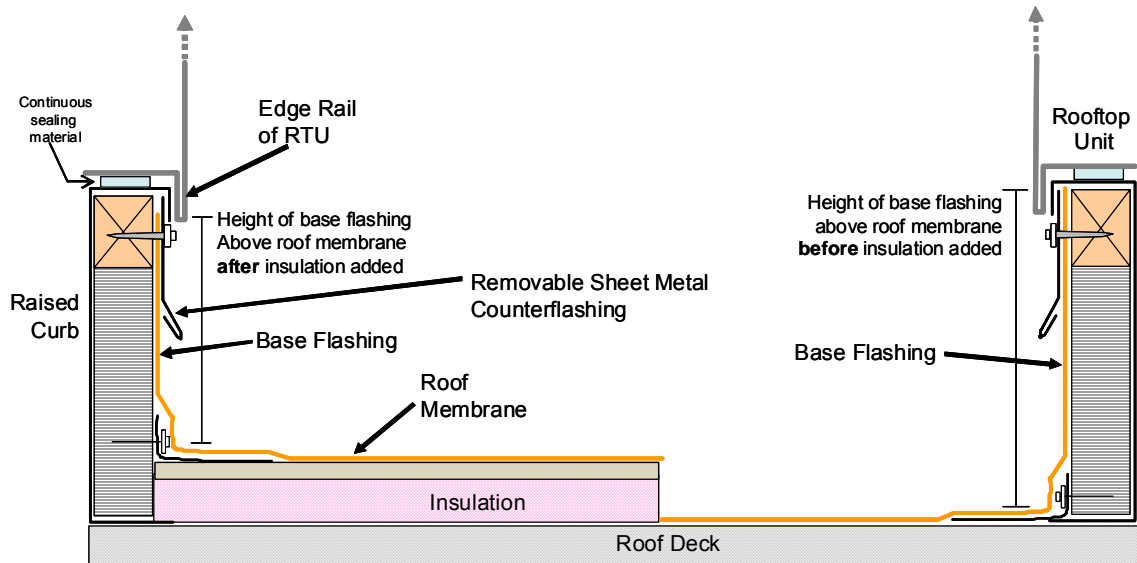 Continuous
sealing
material
Edge Rail
of RTU
Rooftop
Unit
Height of base flashing
Above roof membrane
after insulation added
Height of base flashing
above roof membrane
before insulation added
Raised
Curb
Removable Sheet Metal
Counterflashing
Base Flashing
Base Flashing
Roof
Membrane
Insulation
Roof Deck